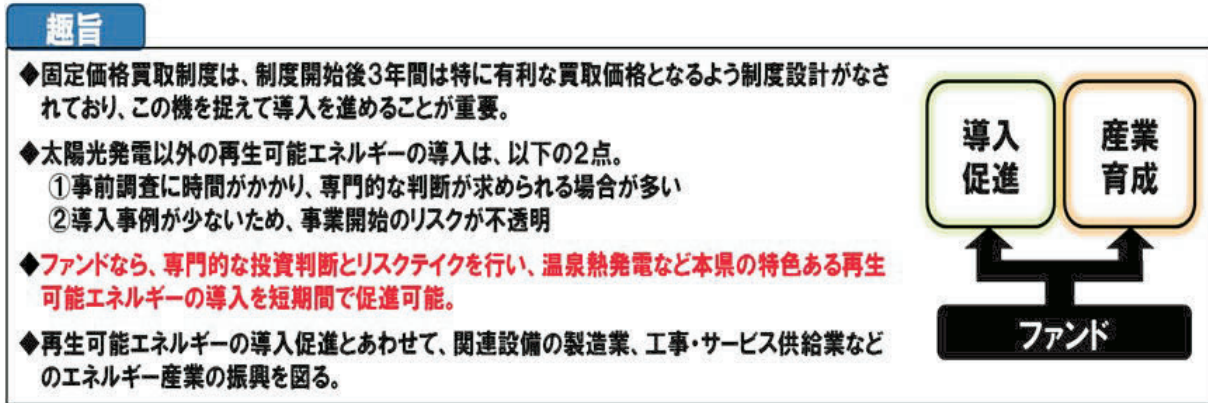 趣旨
◆固定価格買取制度は、制度開始後3年間は特に有利な買取価格となるよう制度設計がなさ
れており、この機を捉えて導入を進めることが重要。
◆太陽光発電以外の再生可能エネルギーの導入は、以下の2点。
①事前調査に時間がかかり、専門的な判断が求められる場合が多い
②導入事例が少ないため、事業開始のリスクが不透明
◆ファンドなら、専門的な投資判断とリスクテイクを行い、温泉熱発電など本県の特色ある再生
可能エネルギーの導入を短期間で促進可能。
◆再生可能エネルギーの導入促進とあわせて、関連設備の製造業、工事・サービス供給業など
のエネルギー産業の振興を図る。
導入
促進
産業
育成
ファンド